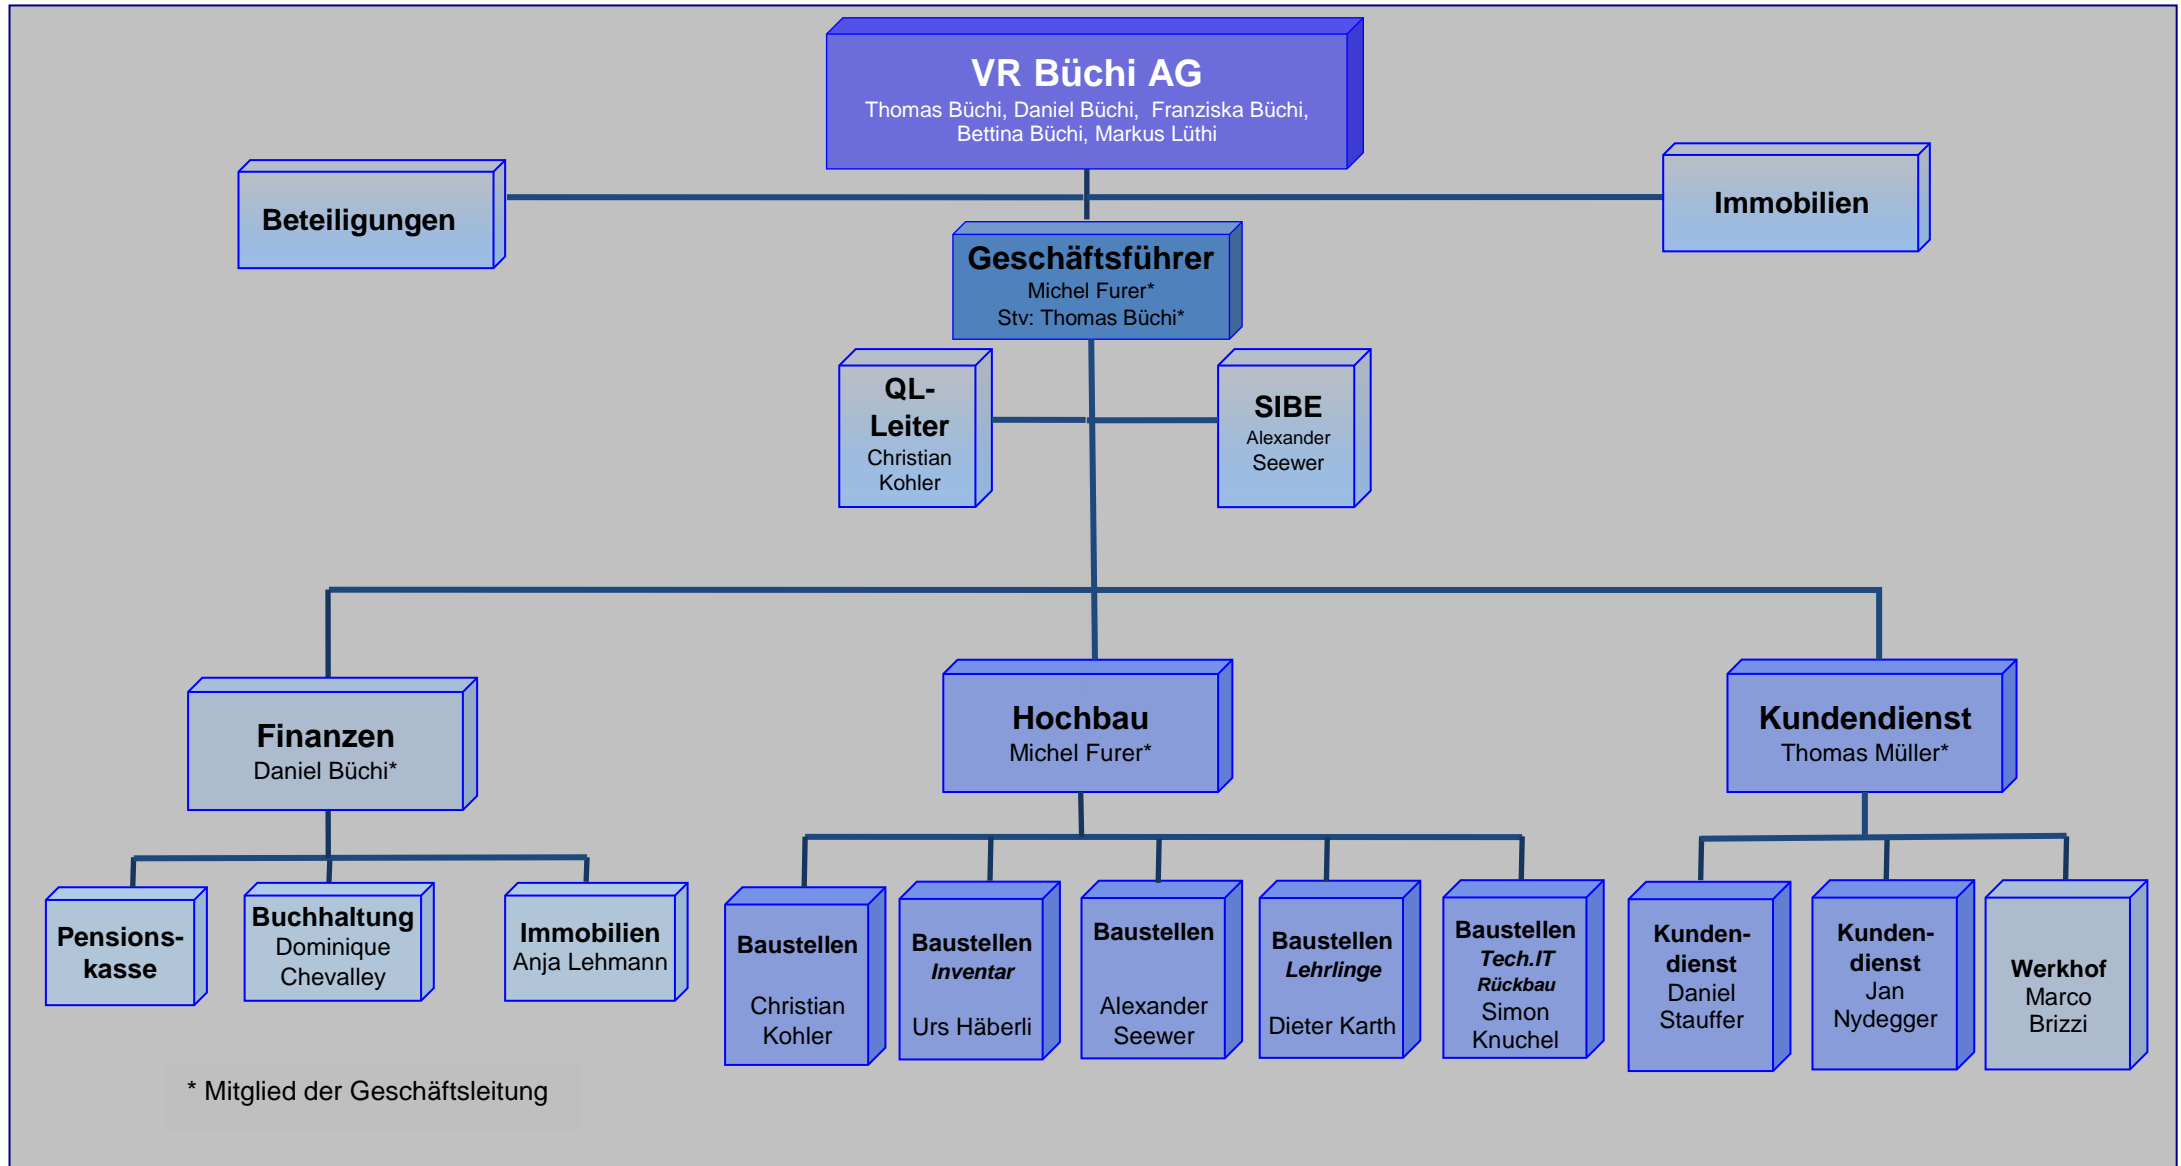 VR Büchi AG
Thomas Büchi, Daniel Büchi, Franziska Büchi,
Bettina Büchi, Markus Lüthi
Beteiligungen
Immobilien
Geschäftsführer
Michel Furer*
Stv: Thomas Büchi*
QL-
Leiter
Christian
Kohler
SIBE
Alexander
Seewer
Finanzen
Daniel Büchi*
Hochbau
Michel Furer*
Kundendienst
Thomas Müller*
Pensions-
kasse
Buchhaltung
Dominique
Chevalley
Immobilien
Anja Lehmann
Baustellen
Christian
Kohler
Baustellen
Inventar
Urs Häberli
Baustellen
Alexander
Seewer
Baustellen
Lehrlinge
Dieter Karth
Baustellen
Tech.IT
Rückbau
Simon
Knuchel
Kunden-
dienst
Daniel
Stauffer
Kunden-
dienst
Jan
Nydegger
Werkhof
Marco
Brizzi
* Mitglied der Geschäftsleitung